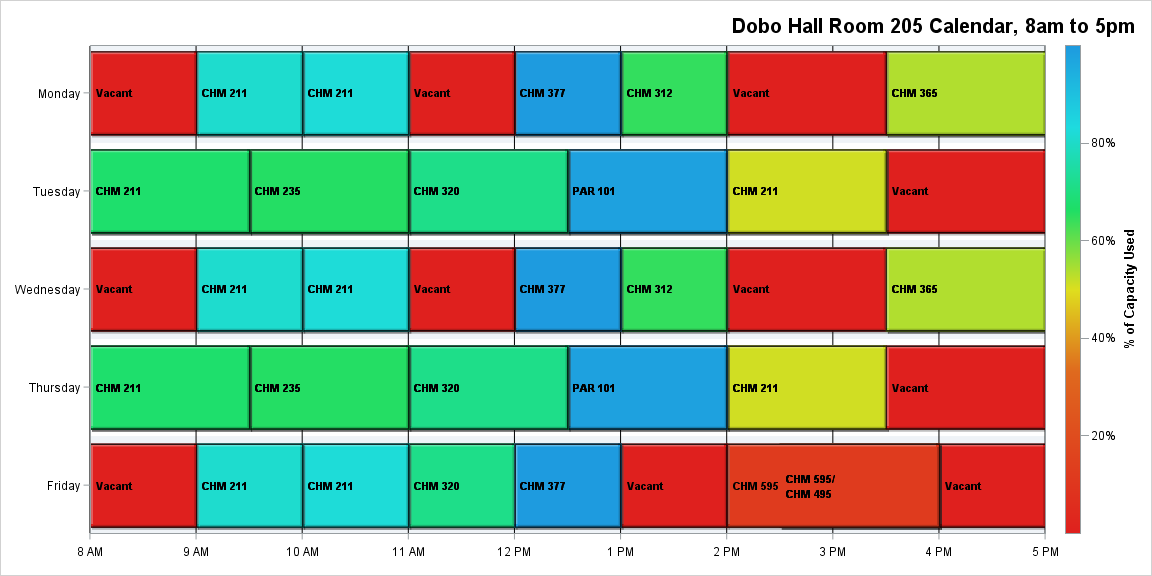 Dobo Hall Room 205 Calendar, 8am to 5pm
Monday
Vacant
CHM 211
CHM 211
Vacant
CHM 377
CHM 312
Vacant
CHM 365
Tuesday
CHM 211
CHM 235
CHM 320
PAR 101
CHM 211
Vacant
Wednesday
Vacant
CHM 211
CHM 211
Vacant
CHM 377
CHM 312
Vacant
CHM 365
Thursday
CHM 211
CHM 235
CHM 320
PAR 101
CHM 211
Vacant
Friday
Vacant
CHM 211
CHM 211
CHM 320
CHM 377
Vacant
CHM 595
CHM 595/
CHM 495
Vacant
8 AM
9 AM
10 AM
11 AM
12 PM
1 PM
2 PM
3 PM
4 PM
5 PM
80%
60%
40%
20%
% of Capacity Used